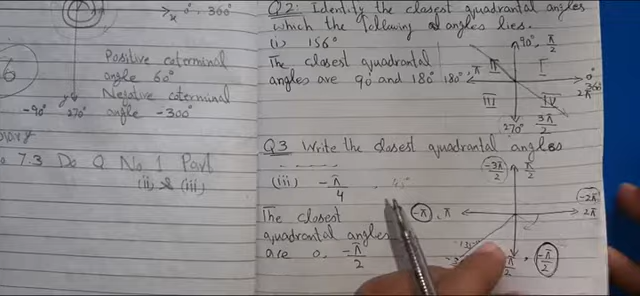 x 0°, 360°
6
Positive coterminal
angle 60°
Negative coterminal
angle -300°
-90° 270°
y
7.3 Do Q No 1 Part
(ii) & (iii)
Q2: Identify the closest quadrantal angles
which the following angles lies.
(i) 156°
The closest quadrantal
angles are 90° and 180°
90°, π/2
180°, π
0°
360°
2π
270° 3π/2
I
II
III
IV
Q3 Write the closest quadrantal angles
(iii) -π/4
The closest
quadrantal angles
are 0, -π/2
-3π/2 π/2
-π, π
-2π
2π
-π/2